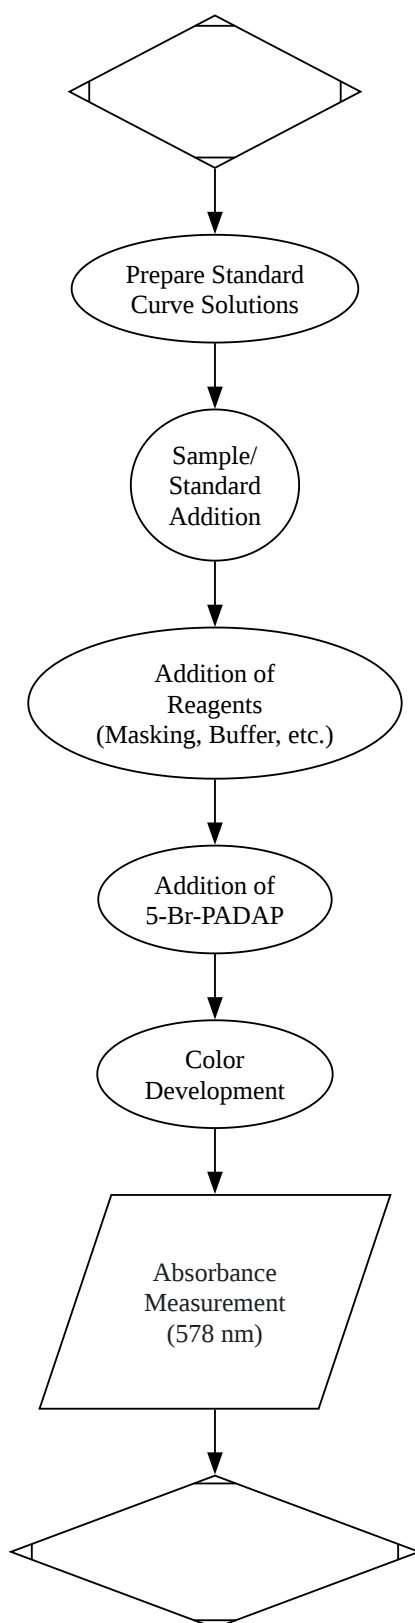 Prepare Standard
Curve Solutions
Sample/
Standard
Addition
Addition of
Reagents
(Masking, Buffer, etc.)
Addition of
5-Br-PADAP
Color
Development
Absorbance
Measurement
(578 nm)